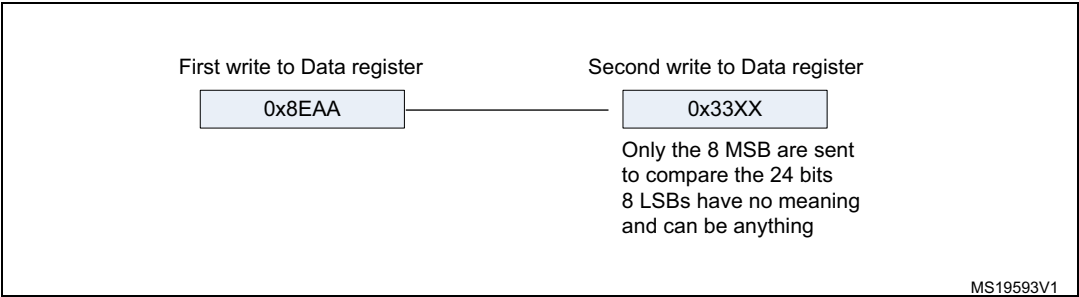 First write to Data register
Second write to Data register
0x8EAA
0x33XX
Only the 8 MSB are sent
to compare the 24 bits
8 LSBs have no meaning
and can be anything
MS19593V1